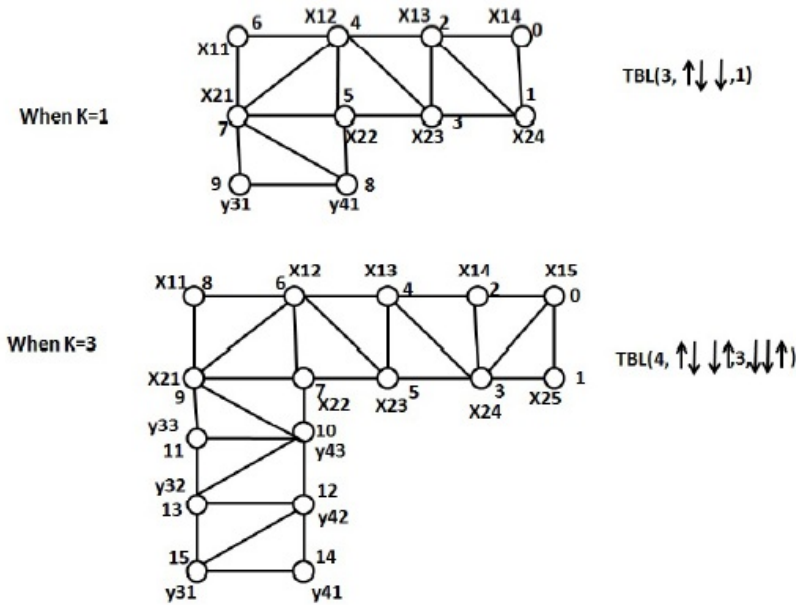 6 X12 4 X13 2 X14 0
X11
TBL(3, ↑↓ ↓,1)
When K=1
X21 5 1
7 X22 X23 3 X24
9 8
y31 y41
X11 8 6 X12 X13 4 X14 2 X15 0
When K=3
TBL(4, ↑↓ ↓↑,3,↓↓↑)
X21 7 5 3 1
9 X22 X23 X24 X25
y33 10
11 y43
y32 12
13 y42
15 14
y31 y41